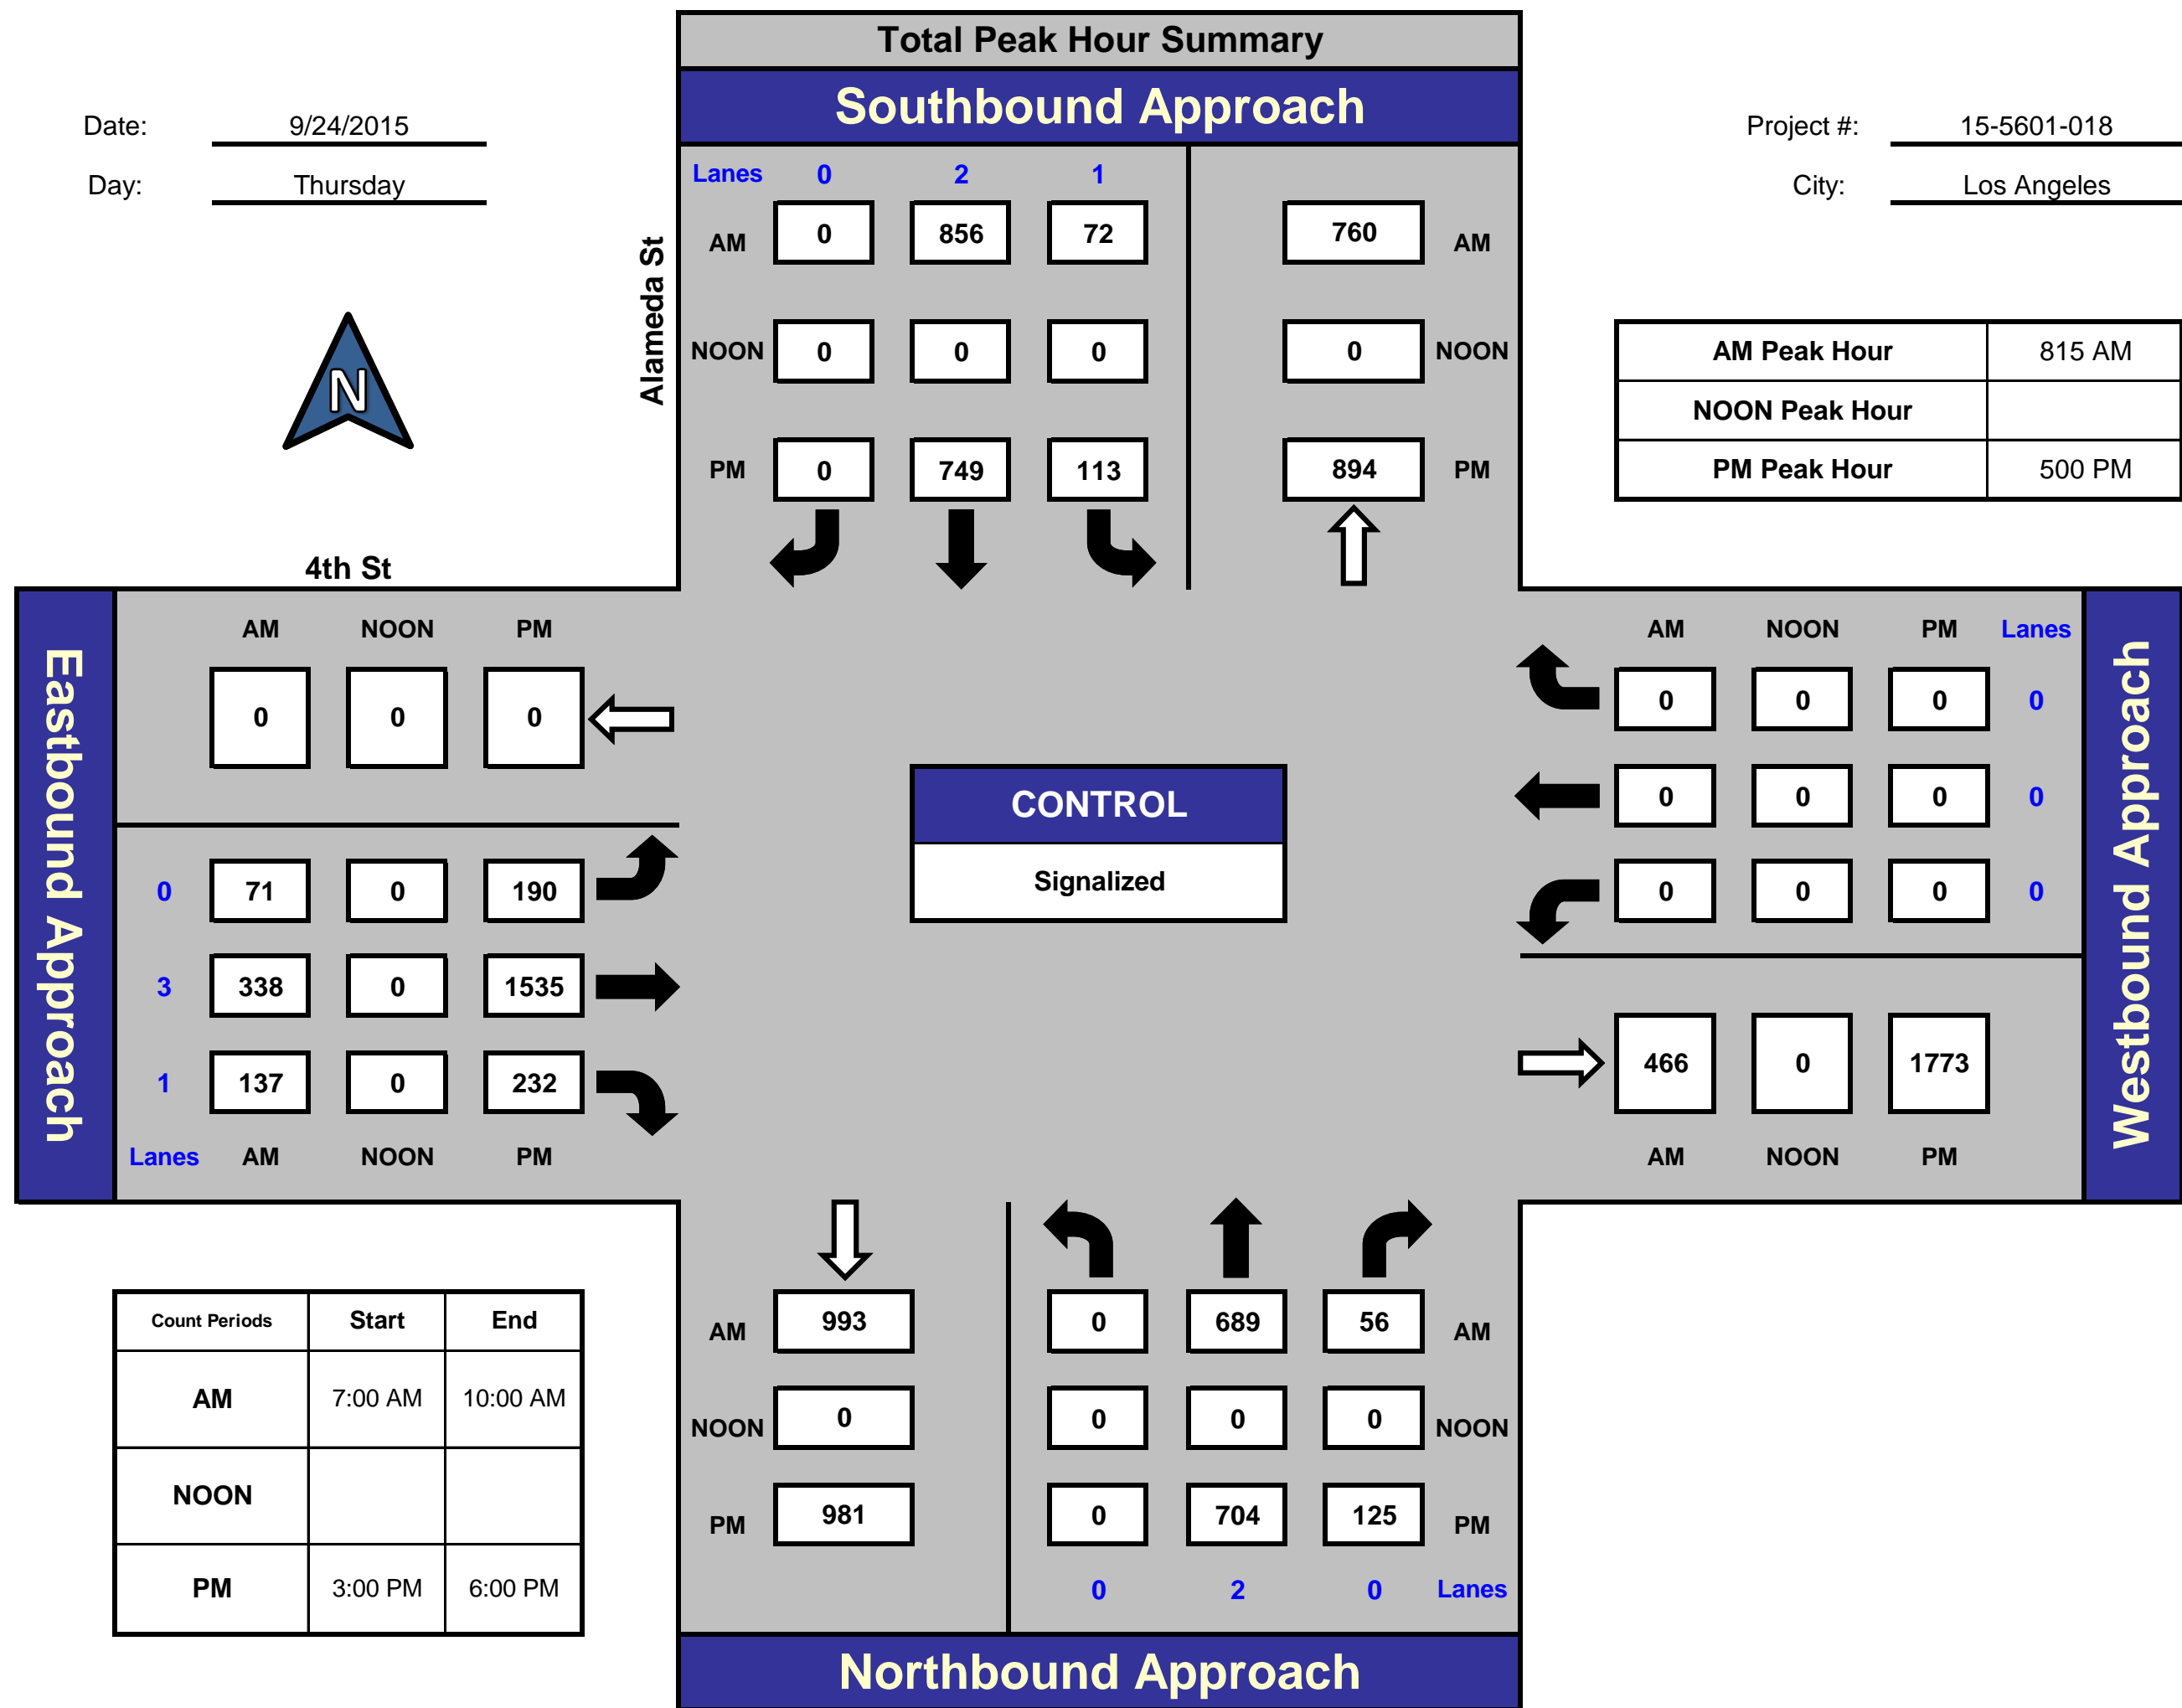 Total Peak Hour Summary
Southbound Approach
Date: 9/24/2015
Project #: 15-5601-018
Day: Thursday
City: Los Angeles
Lanes 0 2 1
AM 0 856 72 760 AM
NOON 0 0 0 0 NOON
PM 0 749 113 894 PM
Alameda St
N
AM Peak Hour 815 AM
NOON Peak Hour
PM Peak Hour 500 PM
4th St
Eastbound Approach
AM NOON PM
0 0 0
0 71 0 190
3 338 0 1535
1 137 0 232
Lanes AM NOON PM
CONTROL
Signalized
AM NOON PM Lanes
0 0 0 0
0 0 0 0
0 0 0 0
466 0 1773
AM NOON PM
Westbound Approach
Count Periods Start End
AM 7:00 AM 10:00 AM
NOON
PM 3:00 PM 6:00 PM
AM 993 0 689 56 AM
NOON 0 0 0 0 NOON
PM 981 0 704 125 PM
0 2 0 Lanes
Northbound Approach